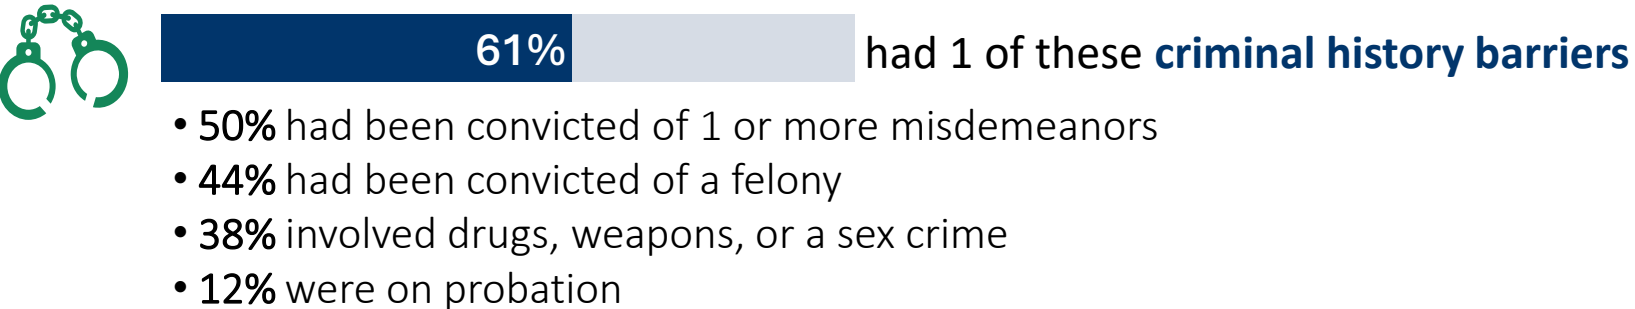 61% had 1 of these criminal history barriers
• 50% had been convicted of 1 or more misdemeanors
• 44% had been convicted of a felony
• 38% involved drugs, weapons, or a sex crime
• 12% were on probation